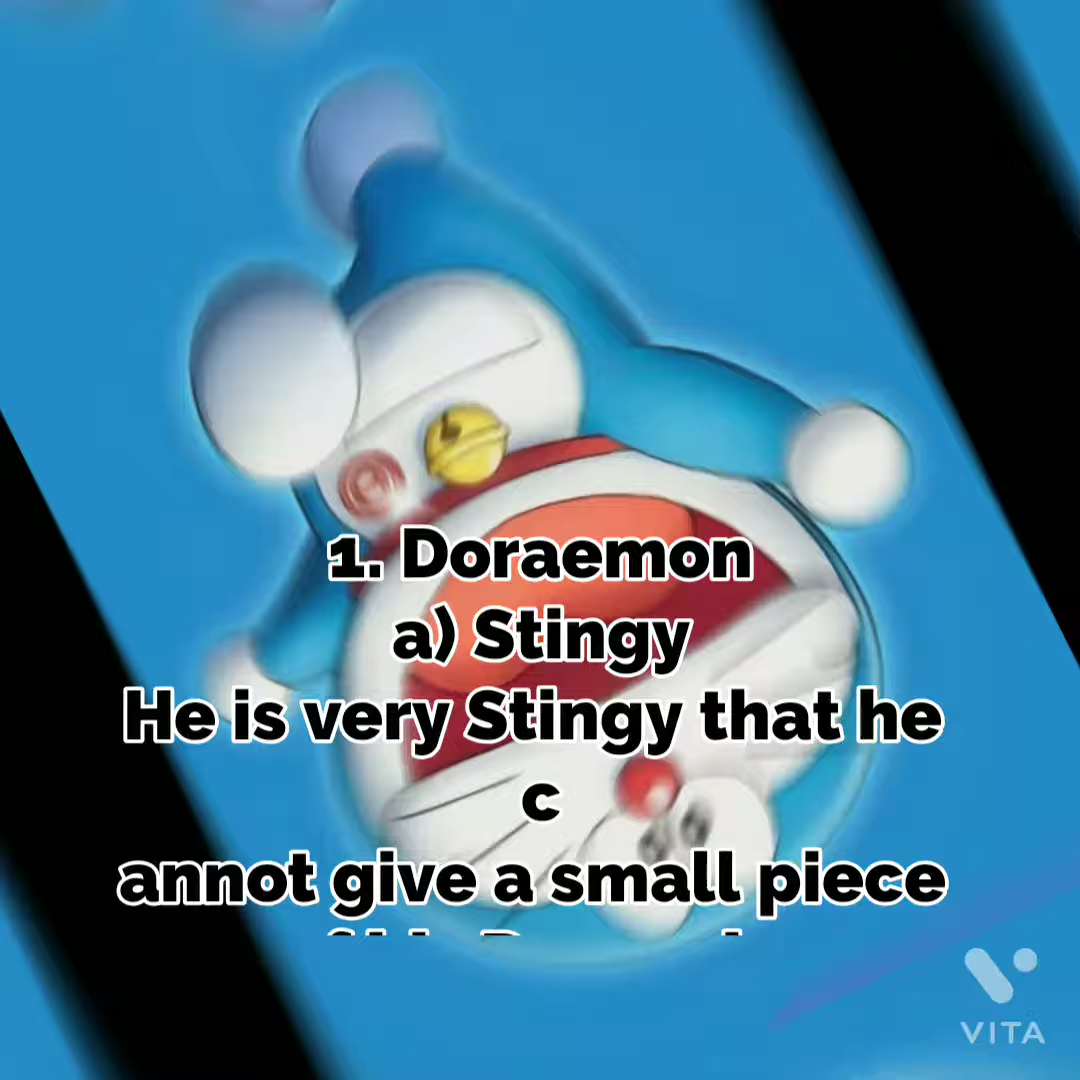 1. Doraemon
a) Stingy
He is very Stingy that he
c
annot give a small piece
VITA